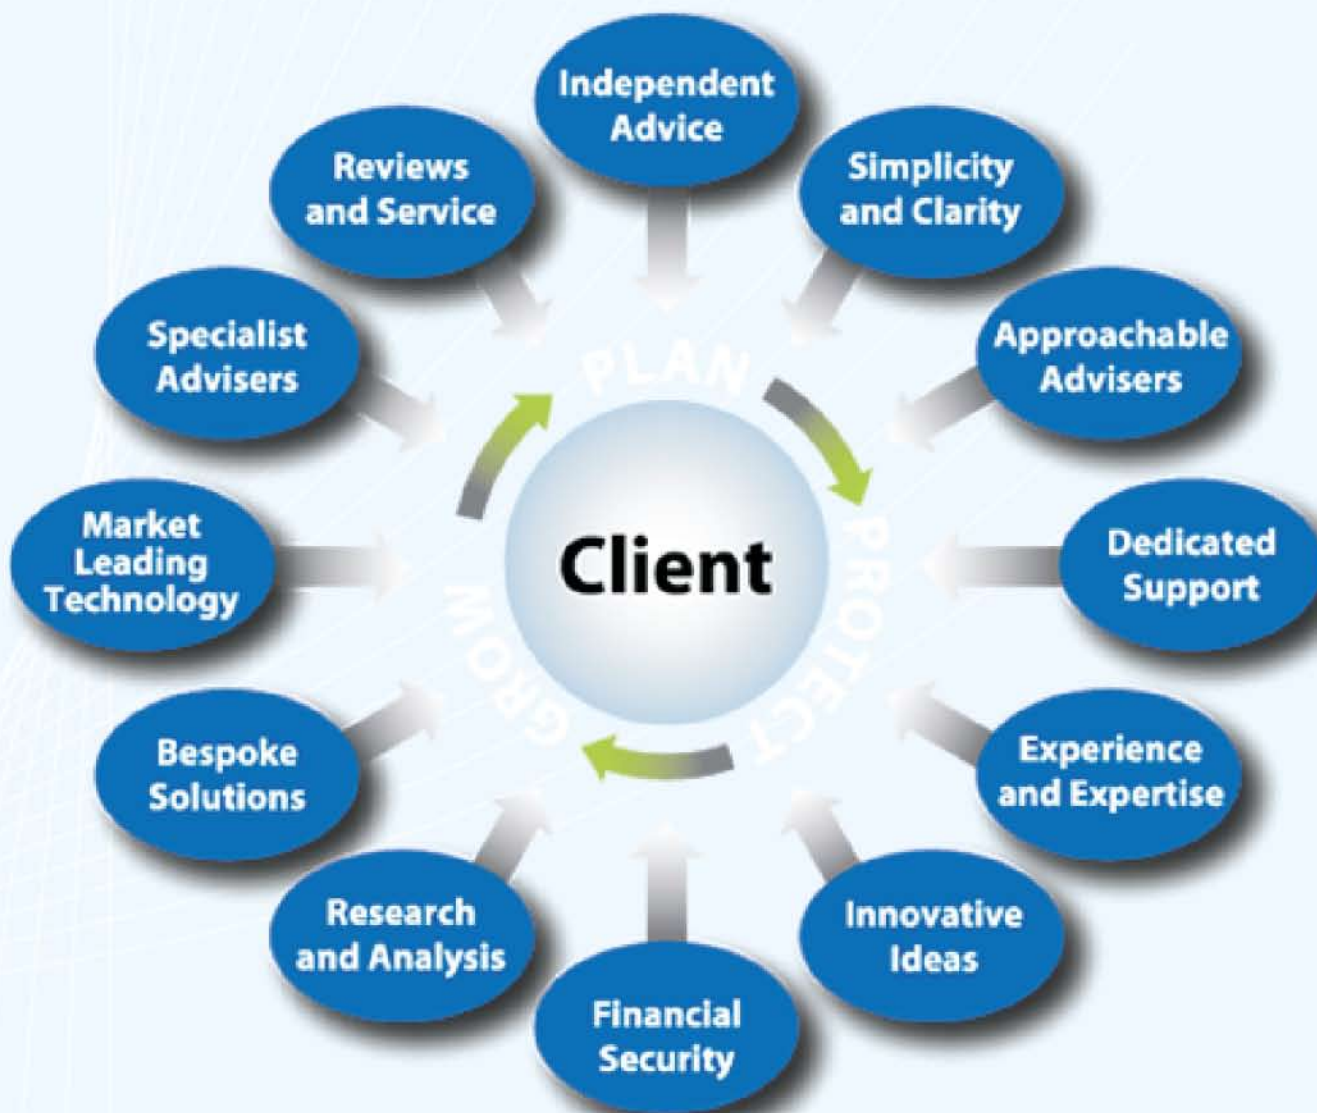 Independent
Advice
Simplicity
and Clarity
Approachable
Advisers
Dedicated
Support
Experience
and Expertise
Innovative
Ideas
Financial
Security
Research
and Analysis
Bespoke
Solutions
Market
Leading
Technology
Specialist
Advisers
Reviews
and Service
PLAN
PROTECT
GROW
Client